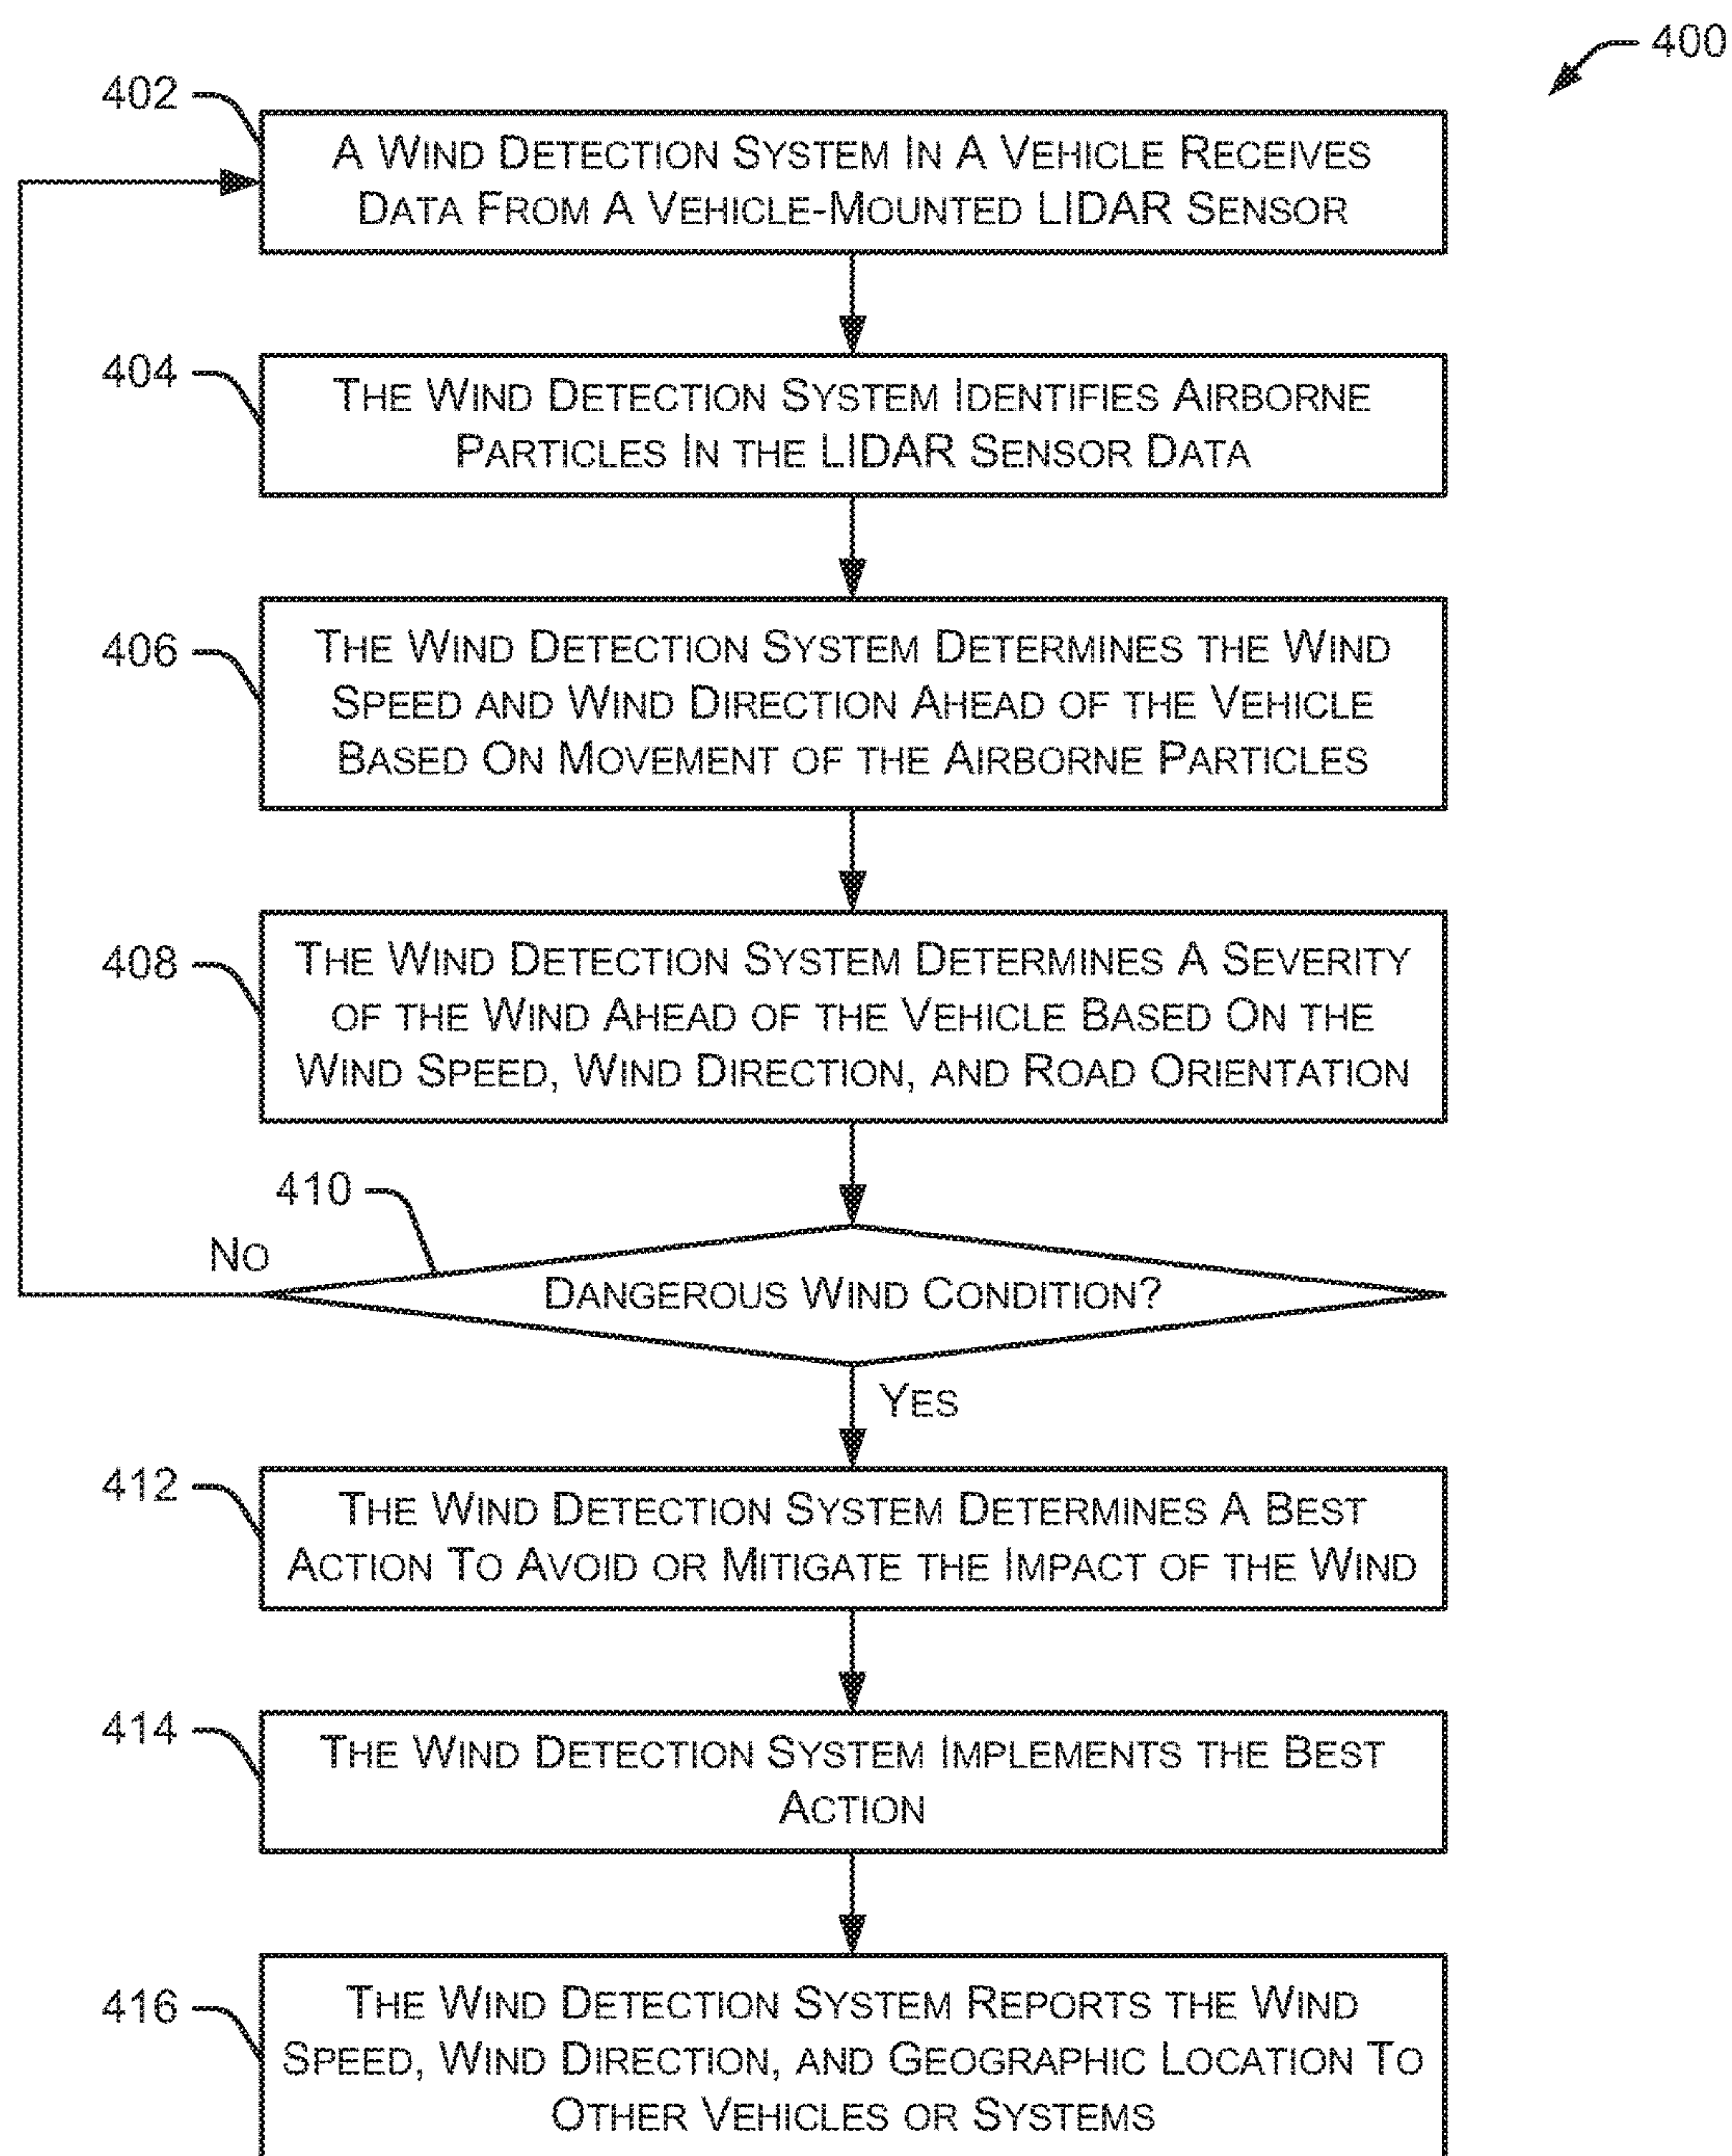 400
402
A WIND DETECTION SYSTEM IN A VEHICLE RECEIVES
DATA FROM A VEHICLE-MOUNTED LIDAR SENSOR
404
THE WIND DETECTION SYSTEM IDENTIFIES AIRBORNE
PARTICLES IN THE LIDAR SENSOR DATA
406
THE WIND DETECTION SYSTEM DETERMINES THE WIND
SPEED AND WIND DIRECTION AHEAD OF THE VEHICLE
BASED ON MOVEMENT OF THE AIRBORNE PARTICLES
408
THE WIND DETECTION SYSTEM DETERMINES A SEVERITY
OF THE WIND AHEAD OF THE VEHICLE BASED ON THE
WIND SPEED, WIND DIRECTION, AND ROAD ORIENTATION
410
NO
DANGEROUS WIND CONDITION?
YES
412
THE WIND DETECTION SYSTEM DETERMINES A BEST
ACTION TO AVOID OR MITIGATE THE IMPACT OF THE WIND
414
THE WIND DETECTION SYSTEM IMPLEMENTS THE BEST
ACTION
416
THE WIND DETECTION SYSTEM REPORTS THE WIND
SPEED, WIND DIRECTION, AND GEOGRAPHIC LOCATION TO
OTHER VEHICLES OR SYSTEMS